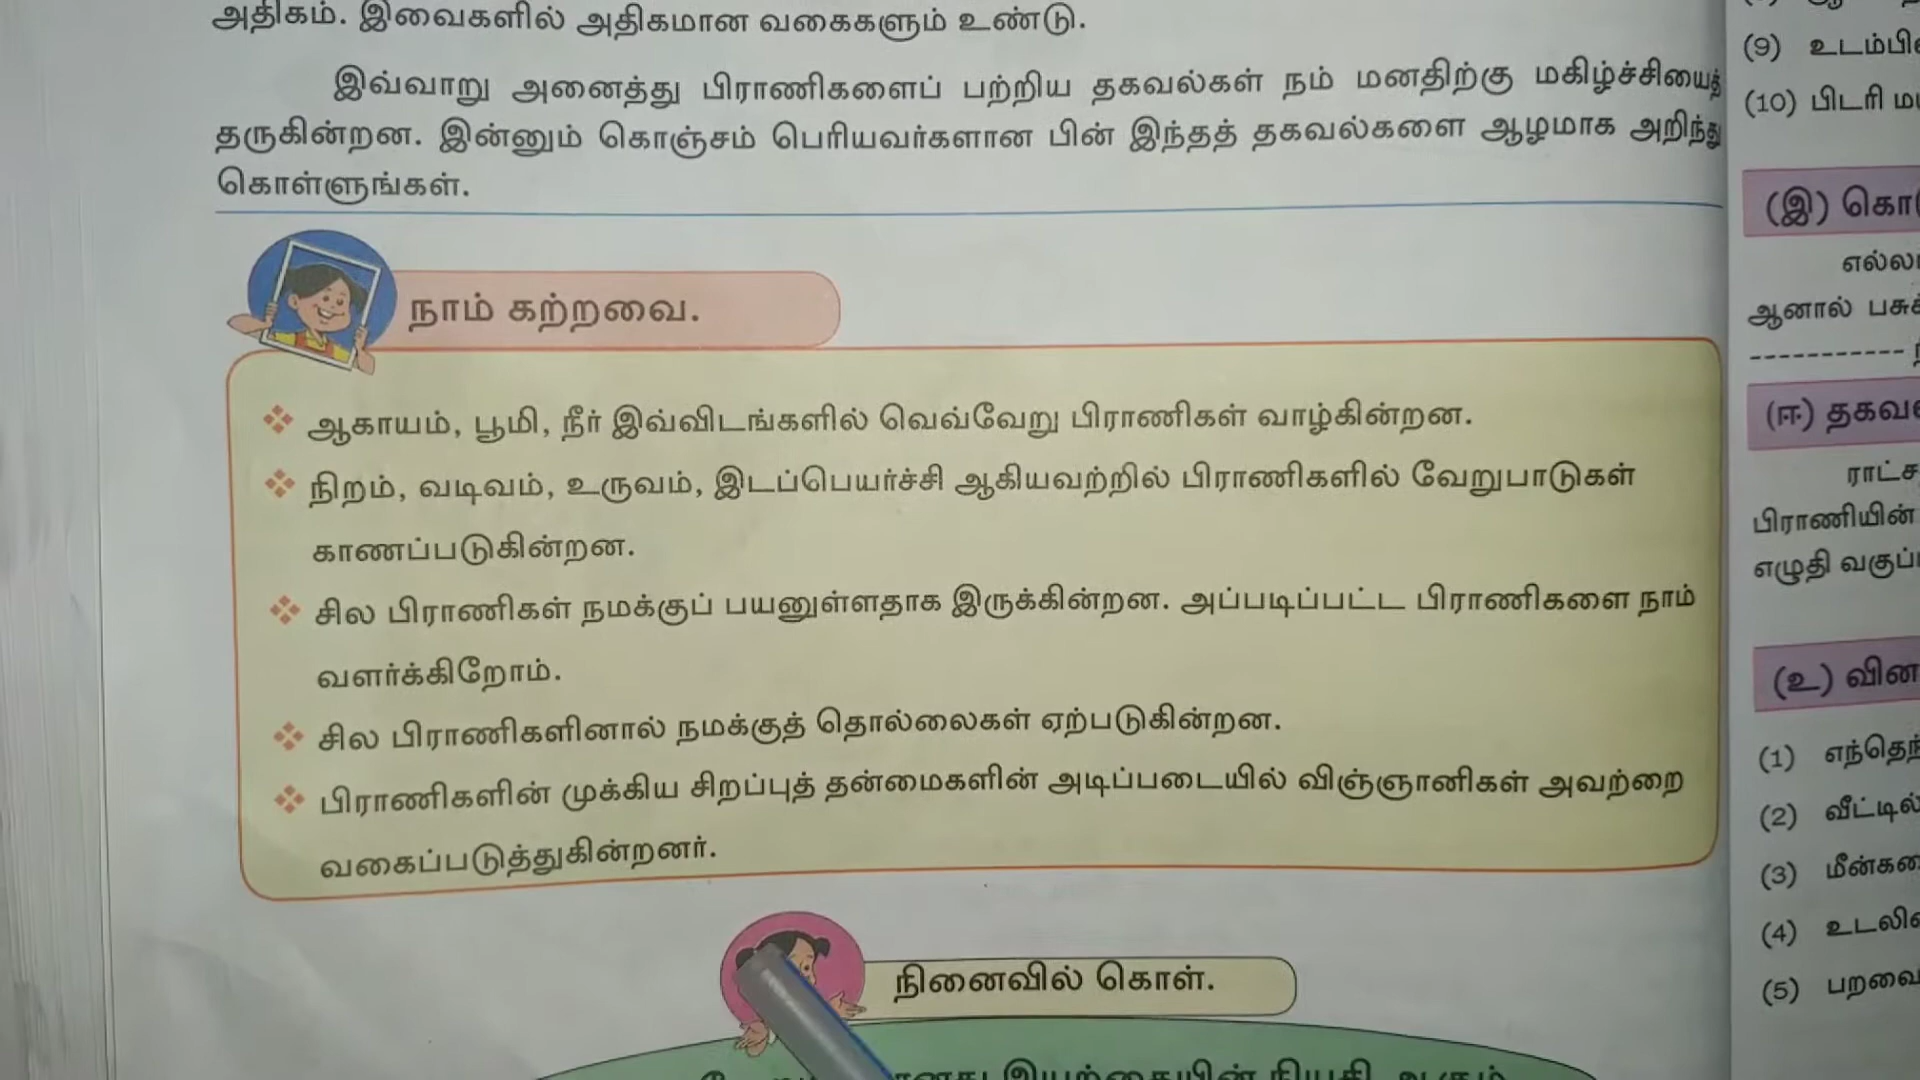 அதிகம். இவைகளில் அதிகமான வகைகளும் உண்டு.
இவ்வாறு அனைத்து பிராணிகளைப் பற்றிய தகவல்கள் நம் மனதிற்கு மகிழ்ச்சியைத்
தருகின்றன. இன்னும் கொஞ்சம் பெரியவர்களான பின் இந்தத் தகவல்களை ஆழமாக அறிந்து
கொள்ளுங்கள்.
நாம் கற்றவை.
ஆகாயம், பூமி, நீர் இவ்விடங்களில் வெவ்வேறு பிராணிகள் வாழ்கின்றன.
நிறம், வடிவம், உருவம், இடப்பெயர்ச்சி ஆகியவற்றில் பிராணிகளில் வேறுபாடுகள்
காணப்படுகின்றன.
சில பிராணிகள் நமக்குப் பயனுள்ளதாக இருக்கின்றன. அப்படிப்பட்ட பிராணிகளை நாம்
வளர்க்கிறோம்.
சில பிராணிகளினால் நமக்குத் தொல்லைகள் ஏற்படுகின்றன.
பிராணிகளின் முக்கிய சிறப்புத் தன்மைகளின் அடிப்படையில் விஞ்ஞானிகள் அவற்றை
வகைப்படுத்துகின்றனர்.
நினைவில் கொள்.
இயற்கையின் நியதி ஆகும்
(9)
(10) பிடரி
(இ)
ஆனால்
(ஈ)
பிராணியின்
எழுதி
(உ)
(1)
(2) வீட்டில்
(3)
(4)
(5)